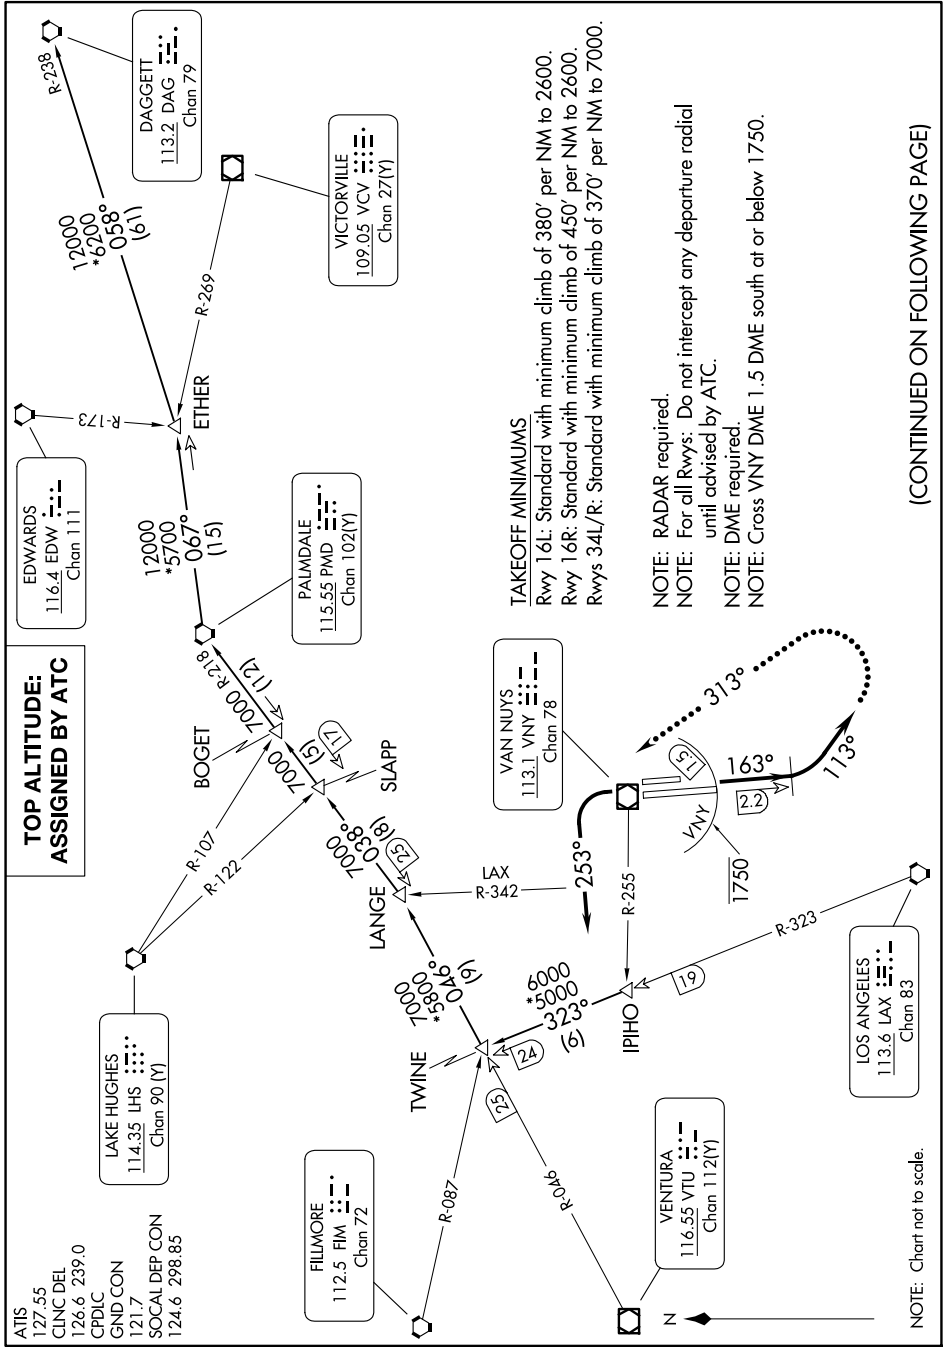 ATIS
127.55
CLNC DEL
126.6 239.0
CPDLC
GND CON
121.7
SOCAL DEP CON
124.6 298.85
TOP ALTITUDE:
ASSIGNED BY ATC
EDWARDS
116.4 EDW
Chan 111
DAGGETT
113.2 DAG
Chan 79
R-238
12000
*6200
058°
(61)
R-173
ETHER
R-269
VICTORVILLE
109.05 VCV
Chan 27(Y)
12000
*5700
067°
(15)
PALMDALE
115.55 PMD
Chan 102(Y)
R-218
7000
(12)
BOGET
7000
(5)
17
SLAPP
LAKE HUGHES
114.35 LHS
Chan 90 (Y)
R-107
R-122
7000
038°
(8)
25
LANGE
LAX
R-342
7000
*5800
046°
(9)
TWINE
24
25
FILLMORE
112.5 FIM
Chan 72
R-087
R-046
6000
*5000
323°
(6)
IPIHO
19
R-255
R-323
253°
VAN NUYS
113.1 VNY
Chan 78
1.5
VNY
163°
2.2
113°
313°
1750
VENTURA
116.55 VTU
Chan 112(Y)
LOS ANGELES
113.6 LAX
Chan 83
N
TAKEOFF MINIMUMS
Rwy 16L: Standard with minimum climb of 380' per NM to 2600.
Rwy 16R: Standard with minimum climb of 450' per NM to 2600.
Rwys 34L/R: Standard with minimum climb of 370' per NM to 7000.
NOTE: RADAR required.
NOTE: For all Rwys: Do not intercept any departure radial
until advised by ATC.
NOTE: DME required.
NOTE: Cross VNY DME 1.5 DME south at or below 1750.
NOTE: Chart not to scale.
(CONTINUED ON FOLLOWING PAGE)